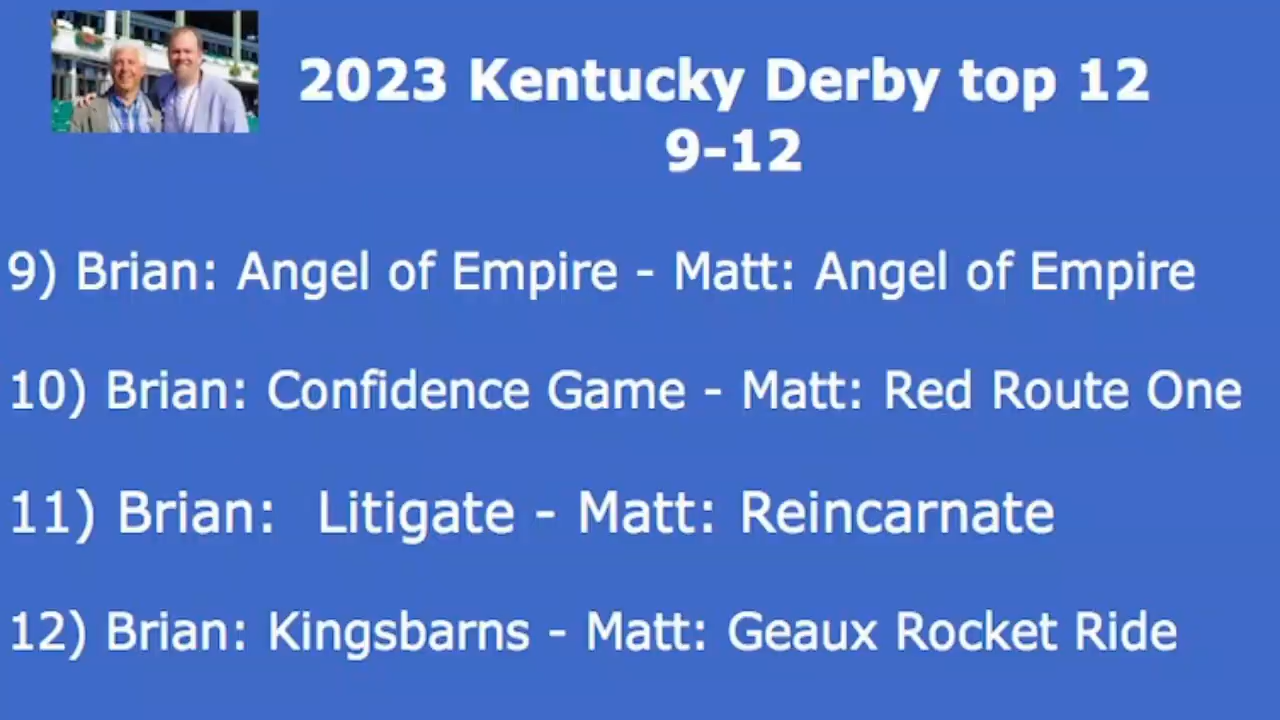 2023 Kentucky Derby top 12
9-12
9) Brian: Angel of Empire - Matt: Angel of Empire
10) Brian: Confidence Game - Matt: Red Route One
11) Brian:  Litigate - Matt: Reincarnate
12) Brian: Kingsbarns - Matt: Geaux Rocket Ride